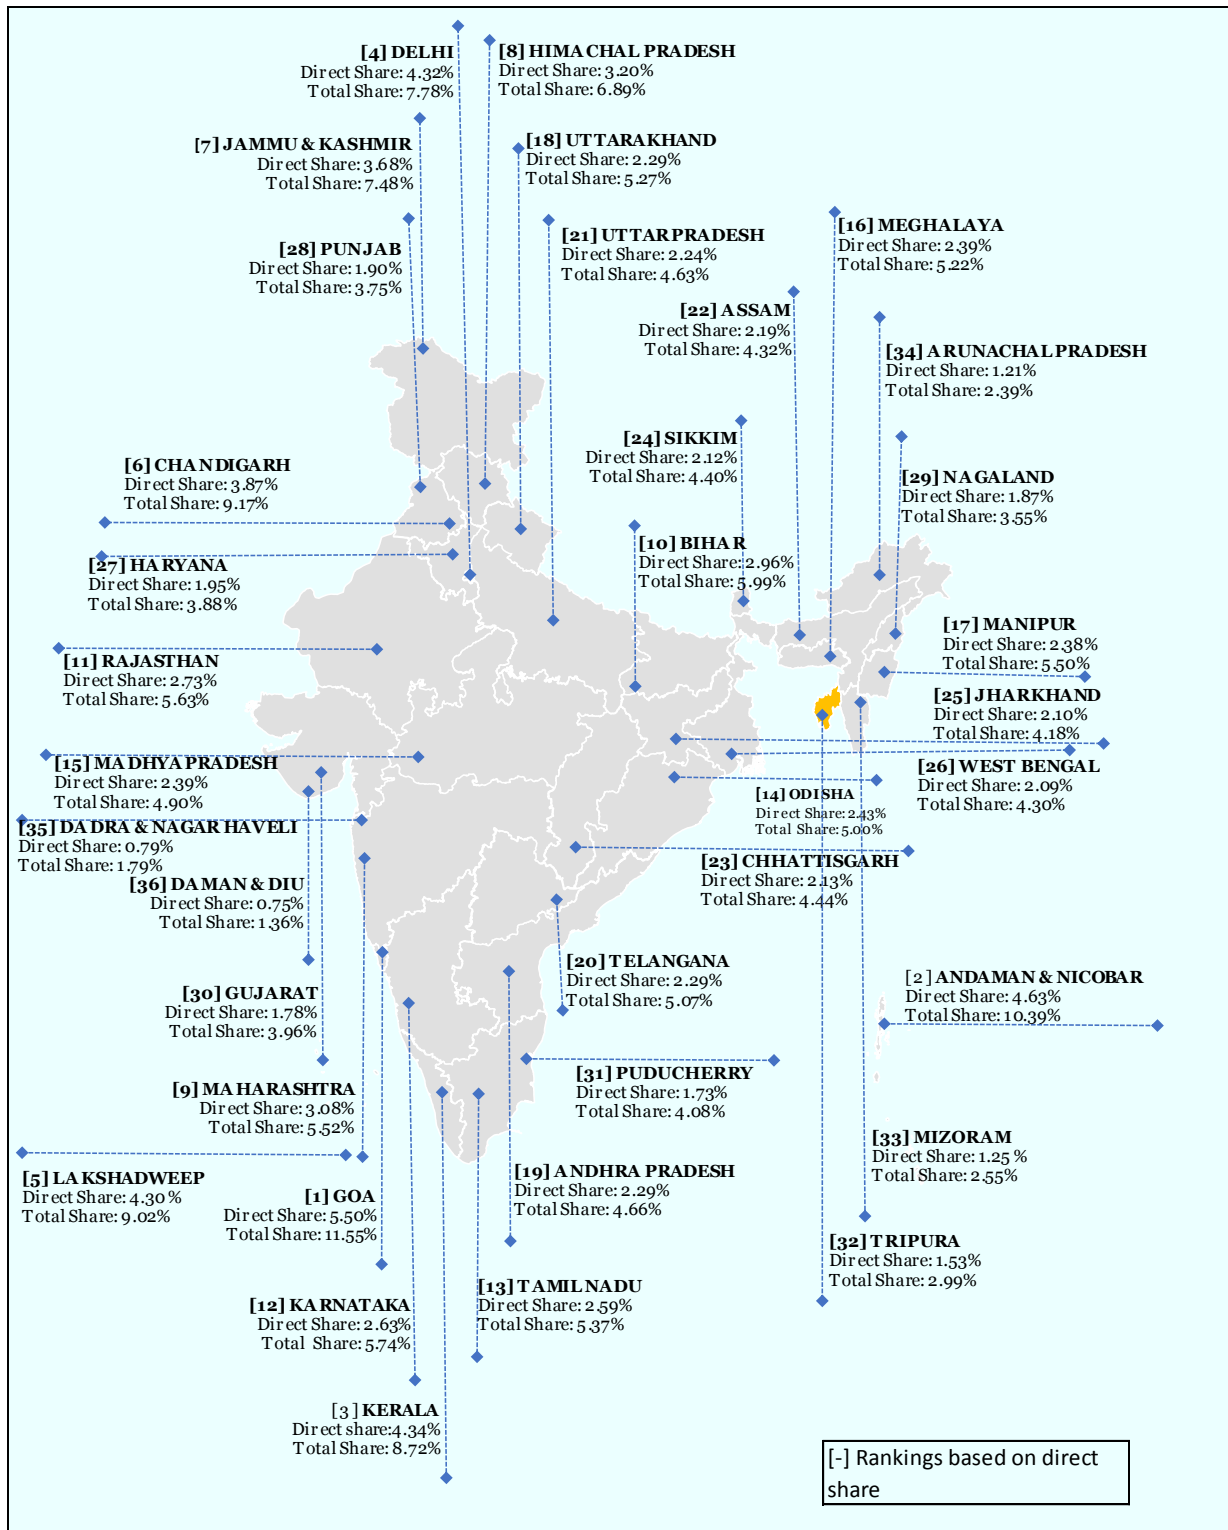 [4] DELHI
Direct Share: 4.32%
Total Share: 7.78%
[8] HIMACHAL PRADESH
Direct Share: 3.20%
Total Share: 6.89%
[7] JAMMU & KASHMIR
Direct Share: 3.68%
Total Share: 7.48%
[18] UTTARAKHAND
Direct Share: 2.29%
Total Share: 5.27%
[28] PUNJAB
Direct Share: 1.90%
Total Share: 3.75%
[21] UTTAR PRADESH
Direct Share: 2.24%
Total Share: 4.63%
[16] MEGHALAYA
Direct Share: 2.39%
Total Share: 5.22%
[22] ASSAM
Direct Share: 2.19%
Total Share: 4.32%
[34] ARUNACHAL PRADESH
Direct Share: 1.21%
Total Share: 2.39%
[24] SIKKIM
Direct Share: 2.12%
Total Share: 4.40%
[6] CHANDIGARH
Direct Share: 3.87%
Total Share: 9.17%
[29] NAGALAND
Direct Share: 1.87%
Total Share: 3.55%
[10] BIHAR
Direct Share: 2.96%
Total Share: 5.99%
[27] HARYANA
Direct Share: 1.95%
Total Share: 3.88%
[17] MANIPUR
Direct Share: 2.38%
Total Share: 5.50%
[11] RAJASTHAN
Direct Share: 2.73%
Total Share: 5.63%
[25] JHARKHAND
Direct Share: 2.10%
Total Share: 4.18%
[15] MADHYA PRADESH
Direct Share: 2.39%
Total Share: 4.90%
[26] WEST BENGAL
Direct Share: 2.09%
Total Share: 4.30%
[14] ODISHA
Direct Share: 2.43%
Total Share: 5.00%
[35] DADRA & NAGAR HAVELI
Direct Share: 0.79%
Total Share: 1.79%
[23] CHHATTISGARH
Direct Share: 2.13%
Total Share: 4.44%
[36] DAMAN & DIU
Direct Share: 0.75%
Total Share: 1.36%
[20] TELANGANA
Direct Share: 2.29%
Total Share: 5.07%
[2] ANDAMAN & NICOBAR
Direct Share: 4.63%
Total Share: 10.39%
[30] GUJARAT
Direct Share: 1.78%
Total Share: 3.96%
[31] PUDUCHERRY
Direct Share: 1.73%
Total Share: 4.08%
[9] MAHARASHTRA
Direct Share: 3.08%
Total Share: 5.52%
[33] MIZORAM
Direct Share: 1.25 %
Total Share: 2.55%
[5] LAKSHADWEEP
Direct Share: 4.30 %
Total Share: 9.02%
[1] GOA
Direct Share: 5.50%
Total Share: 11.55%
[19] ANDHRA PRADESH
Direct Share: 2.29%
Total Share: 4.66%
[32] TRIPURA
Direct Share: 1.53%
Total Share: 2.99%
[13] TAMIL NADU
Direct Share: 2.59%
Total Share: 5.37%
[12] KARNATAKA
Direct Share: 2.63%
Total Share: 5.74%
[3] KERALA
Direct share:4.34%
Total Share: 8.72%
[-] Rankings based on direct
share